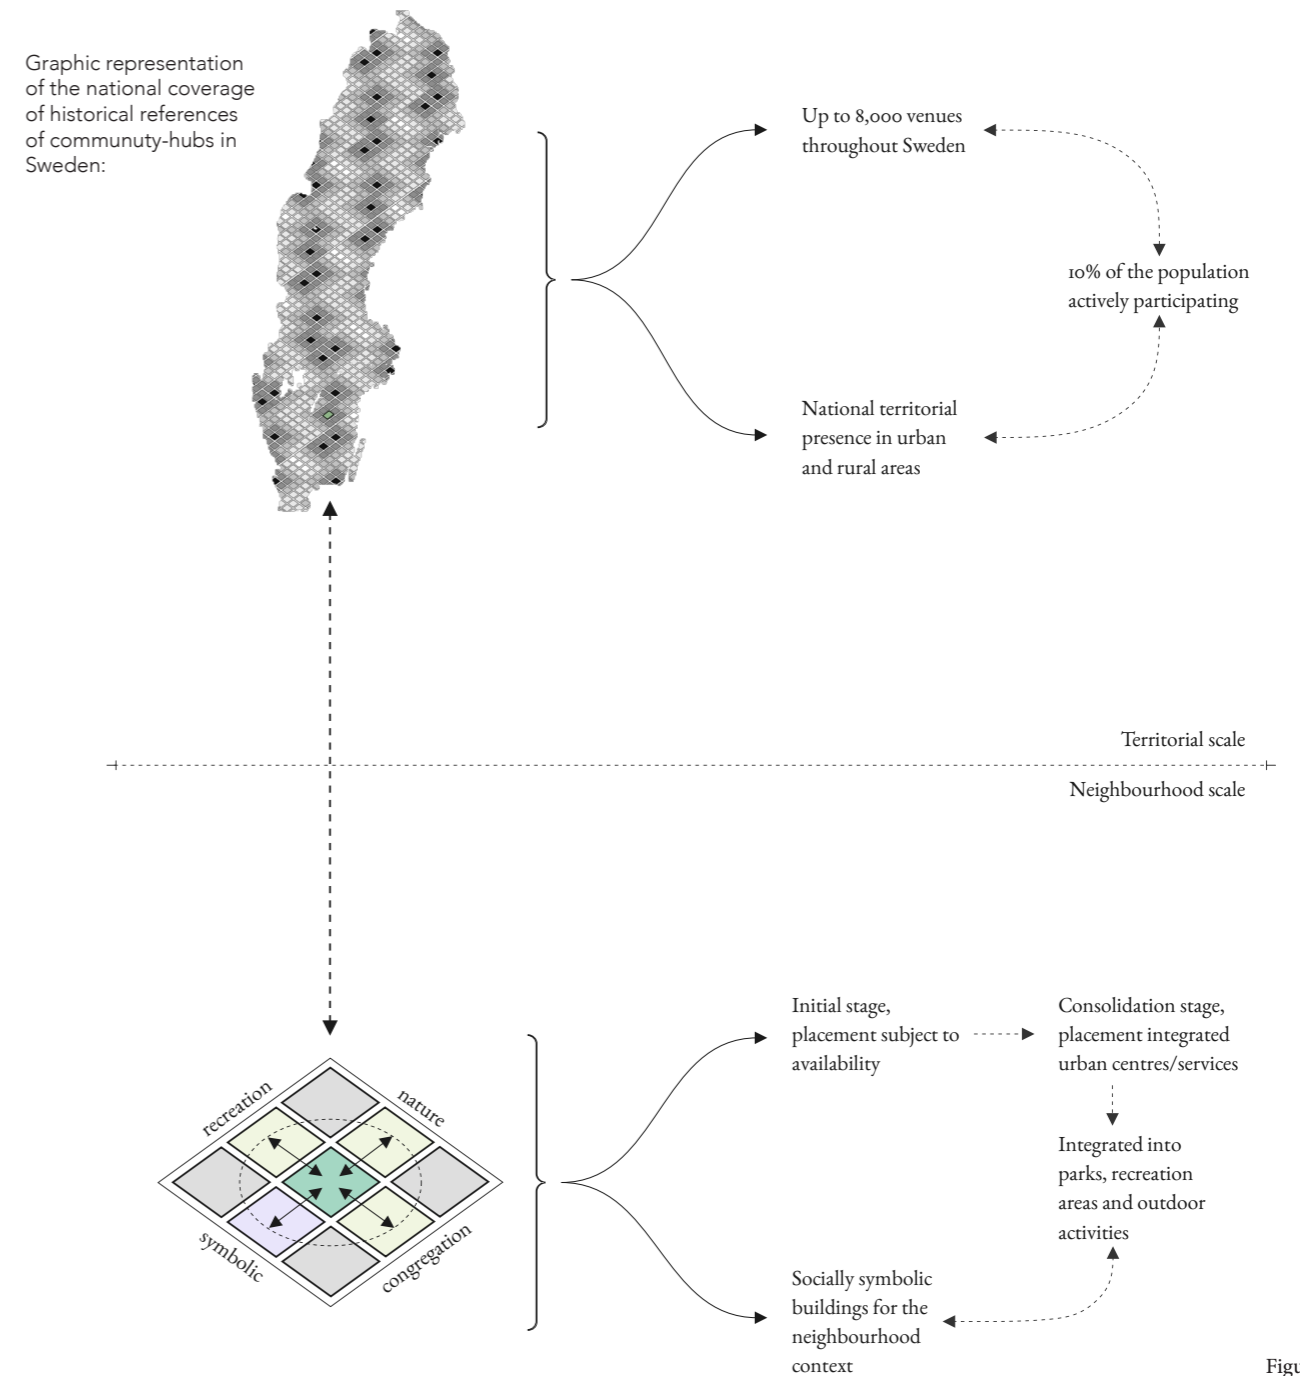 Graphic representation
of the national coverage
of historical references
of communuty-hubs in
Sweden:
Up to 8,000 venues
throughout Sweden
10% of the population
actively participating
National territorial
presence in urban
and rural areas
Territorial scale
Neighbourhood scale
Initial stage,
placement subject to
availability
Consolidation stage,
placement integrated
urban centres/services
Integrated into
parks, recreation
areas and outdoor
activities
Socially symbolic
buildings for the
neighbourhood
context
recreation
nature
symbolic
congregation
Figu